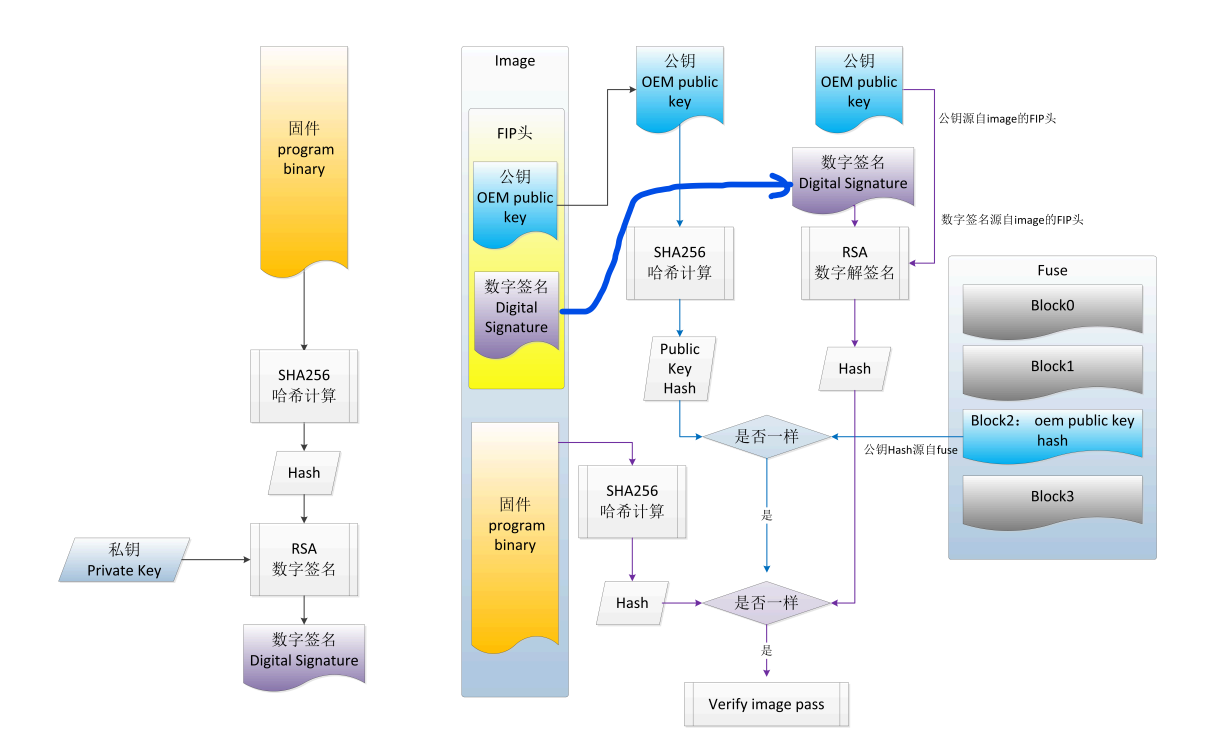 固件
program
binary
SHA256
哈希计算
Hash
私钥
Private Key
RSA
数字签名
数字签名
Digital Signature
Image
FIP头
公钥
OEM public
key
数字签名
Digital
Signature
固件
program
binary
公钥
OEM public
key
SHA256
哈希计算
Public
Key
Hash
SHA256
哈希计算
Hash
公钥
OEM public
key
公钥源自image的FIP头
数字签名
Digital Signature
数字签名源自image的FIP头
RSA
数字解签名
Hash
是否一样
公钥Hash源自fuse
是
是否一样
是
Verify image pass
Fuse
Block0
Block1
Block2： oem public key
hash
Block3